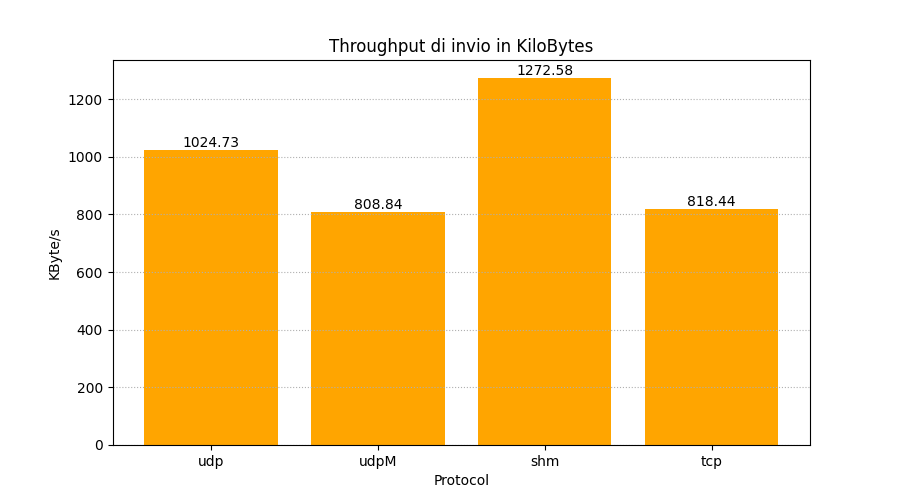 Throughput di invio in KiloBytes
1272.58
1200
1024.73
1000
808.84
818.44
800
KByte/s
600
400
200
0
udp
udpM
shm
tcp
Protocol